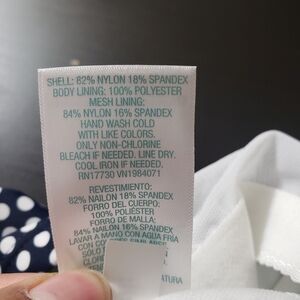 SHELL: 82% NYLON 18% SPANDEX
BODY LINING: 100% POLYESTER
MESH LINING:
84% NYLON 16% SPANDEX
HAND WASH COLD
WITH LIKE COLORS.
ONLY NON-CHLORINE
BLEACH IF NEEDED. LINE DRY.
COOL IRON IF NEEDED.
RN17730 VN1984071
REVESTIMIENTO:
82% NAILON 18% SPANDEX
FORRO DEL CUERPO:
100% POLIÉSTER
FORRO DE MALLA:
84% NAILON 16% SPANDEX
LAVAR A MANO CON AGUA FRIA